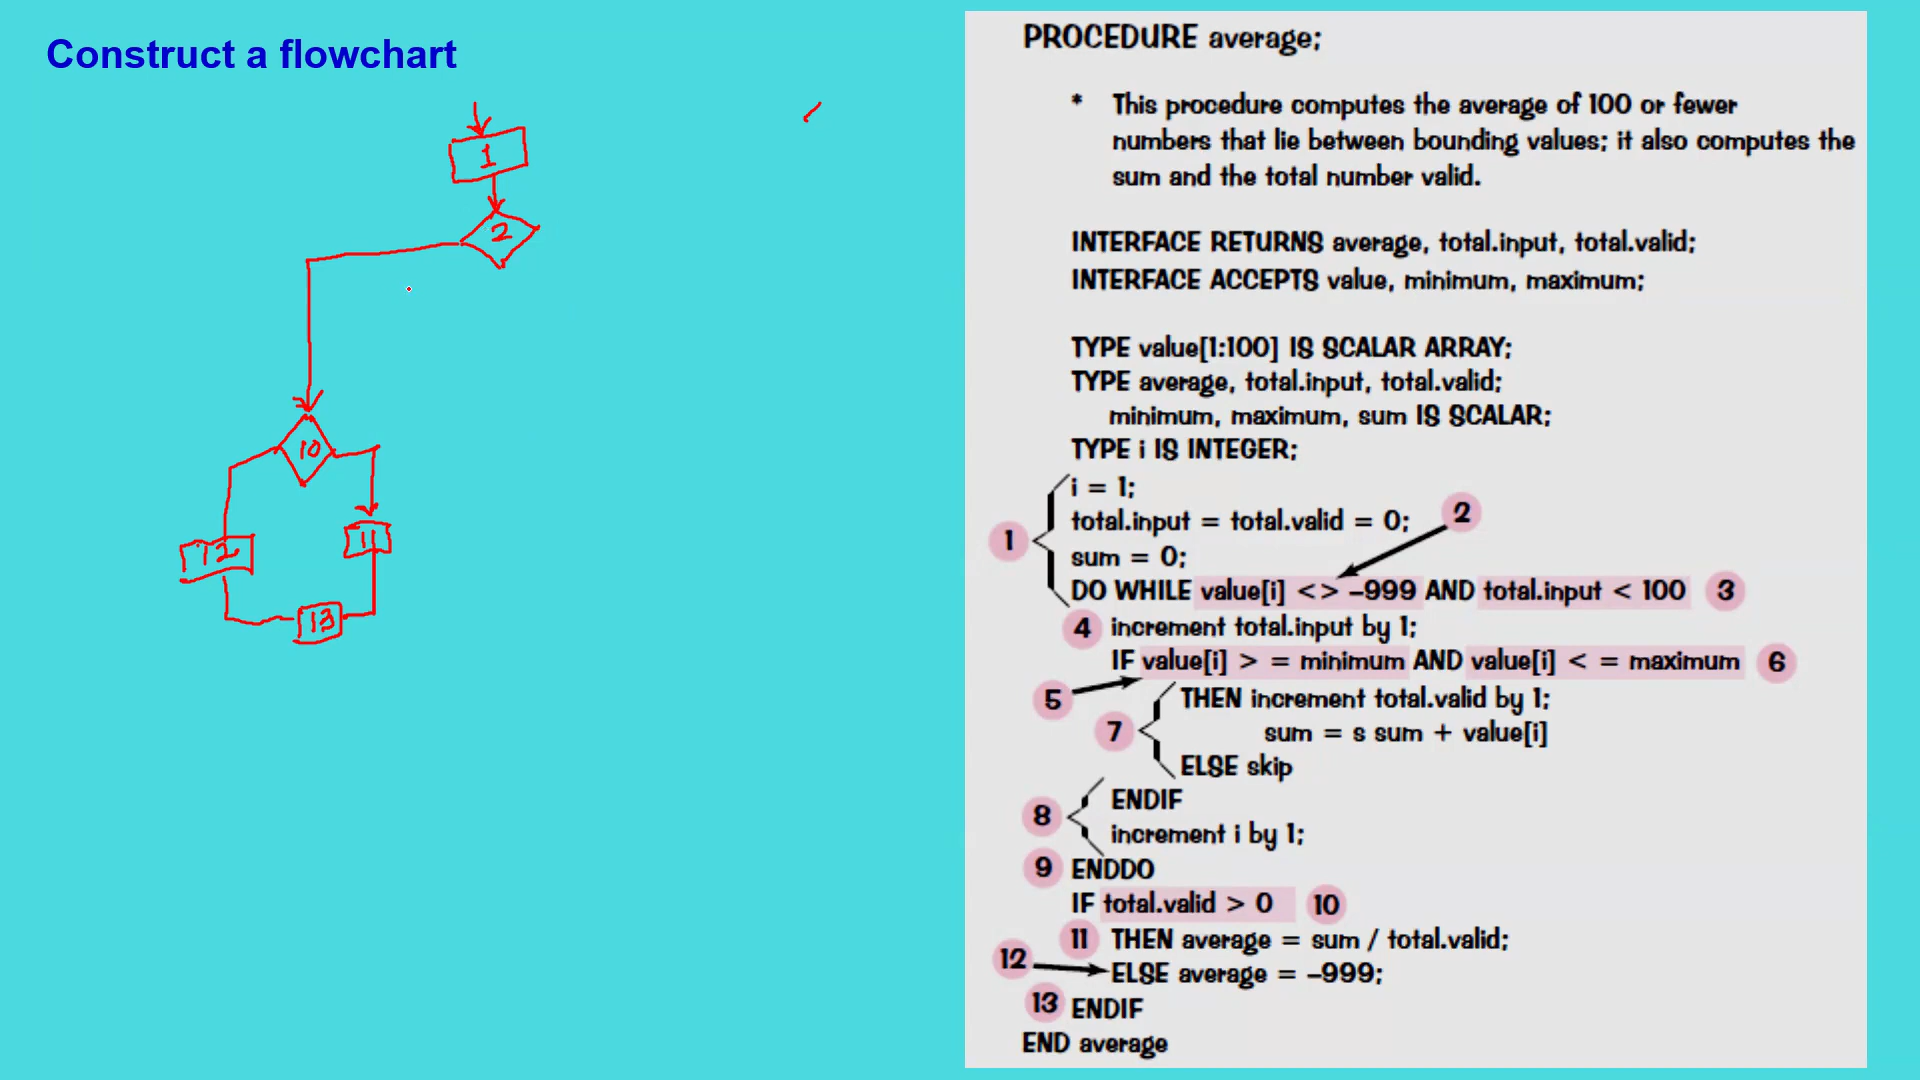 Construct a flowchart
1
2
10
12
11
13
PROCEDURE average;
* This procedure computes the average of 100 or fewer
numbers that lie between bounding values; it also computes the
sum and the total number valid.
INTERFACE RETURNS average, total.input, total.valid;
INTERFACE ACCEPTS value, minimum, maximum;
TYPE value[1:100] IS SCALAR ARRAY;
TYPE average, total.input, total.valid;
minimum, maximum, sum IS SCALAR;
TYPE i IS INTEGER;
i = 1;
2
1 total.input = total.valid = 0;
sum = 0;
DO WHILE value[i] <> -999 AND total.input < 100 3
4 increment total.input by 1;
IF value[i] > = minimum AND value[i] < = maximum 6
5
THEN increment total.valid by 1;
7 sum = s sum + value[i]
ELSE skip
ENDIF
8
increment i by 1;
9 ENDDO
IF total.valid > 0 10
11 THEN average = sum / total.valid;
12 ELSE average = -999;
13 ENDIF
END average